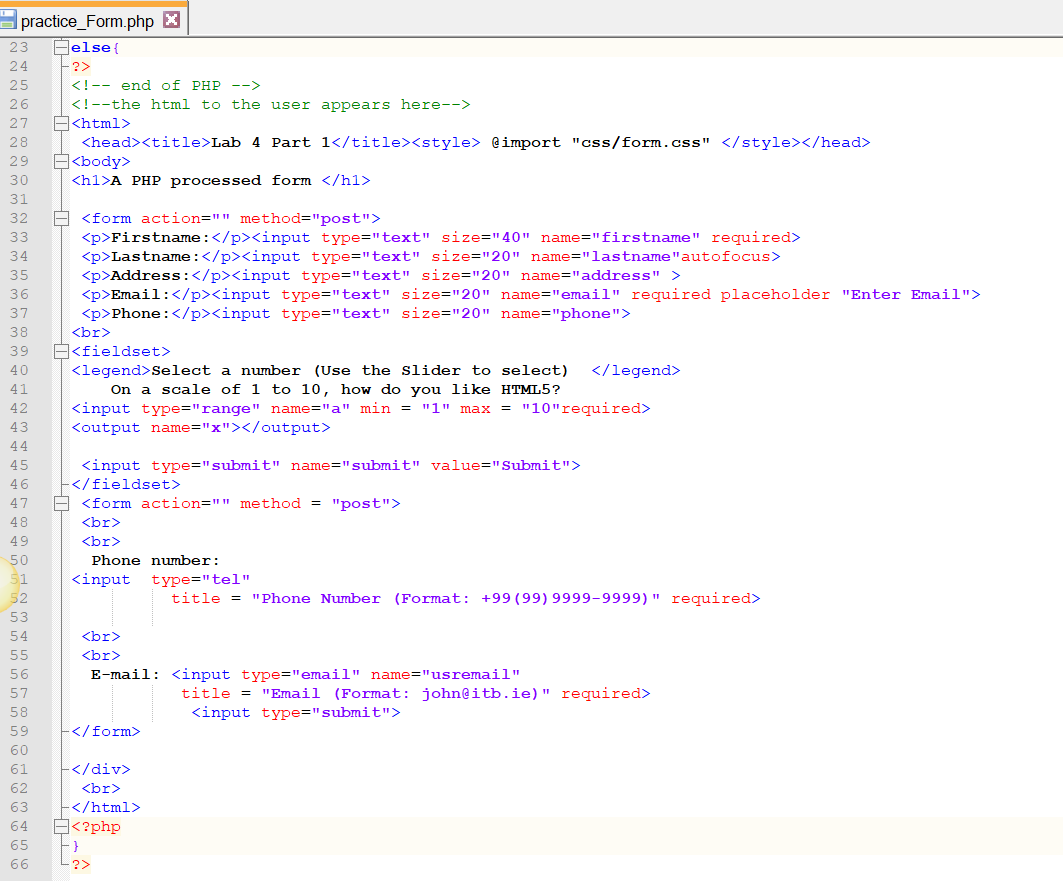 practice_Form.php
23 else{
24 ?>
25 <!-- end of PHP -->
26 <!--the html to the user appears here-->
27 <html>
28 <head><title>Lab 4 Part 1</title><style> @import "css/form.css" </style></head>
29 <body>
30 <h1>A PHP processed form </h1>
31
32 <form action="" method="post">
33 <p>Firstname:</p><input type="text" size="40" name="firstname" required>
34 <p>Lastname:</p><input type="text" size="20" name="lastname"autofocus>
35 <p>Address:</p><input type="text" size="20" name="address" >
36 <p>Email:</p><input type="text" size="20" name="email" required placeholder "Enter Email">
37 <p>Phone:</p><input type="text" size="20" name="phone">
38 <br>
39 <fieldset>
40 <legend>Select a number (Use the Slider to select)  </legend>
41 On a scale of 1 to 10, how do you like HTML5?
42 <input type="range" name="a" min = "1" max = "10"required>
43 <output name="x"></output>
44
45 <input type="submit" name="submit" value="Submit">
46 </fieldset>
47 <form action="" method = "post">
48 <br>
49 <br>
50 Phone number:
51 <input  type="tel"
52 title = "Phone Number (Format: +99(99)9999-9999)" required>
53
54 <br>
55 <br>
56 E-mail: <input type="email" name="usremail"
57 title = "Email (Format: john@itb.ie)" required>
58 <input type="submit">
59 </form>
60
61 </div>
62 <br>
63 </html>
64 <?php
65 }
66 ?>